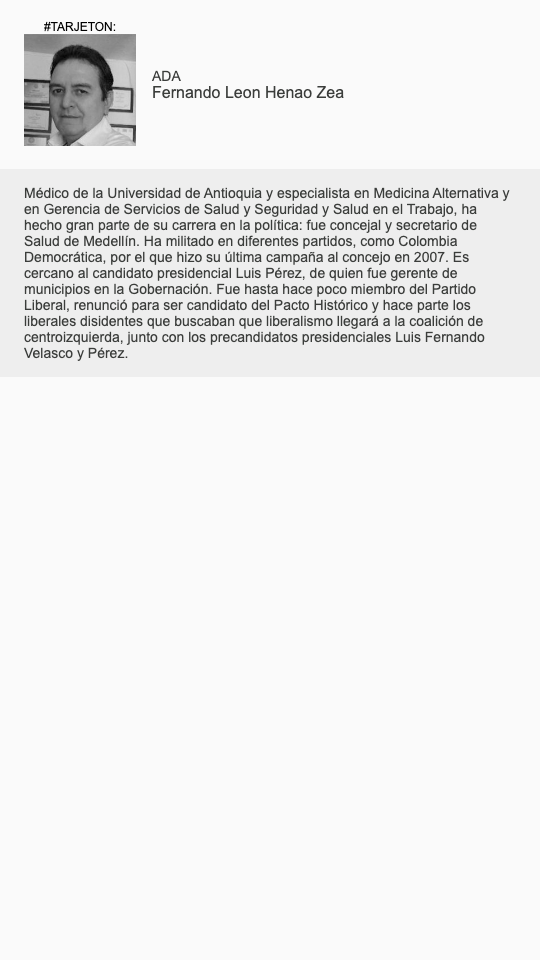 #TARJETON:
ADA
Fernando Leon Henao Zea
Médico de la Universidad de Antioquia y especialista en Medicina Alternativa y
en Gerencia de Servicios de Salud y Seguridad y Salud en el Trabajo, ha
hecho gran parte de su carrera en la política: fue concejal y secretario de
Salud de Medellín. Ha militado en diferentes partidos, como Colombia
Democrática, por el que hizo su última campaña al concejo en 2007. Es
cercano al candidato presidencial Luis Pérez, de quien fue gerente de
municipios en la Gobernación. Fue hasta hace poco miembro del Partido
Liberal, renunció para ser candidato del Pacto Histórico y hace parte los
liberales disidentes que buscaban que liberalismo llegará a la coalición de
centroizquierda, junto con los precandidatos presidenciales Luis Fernando
Velasco y Pérez.